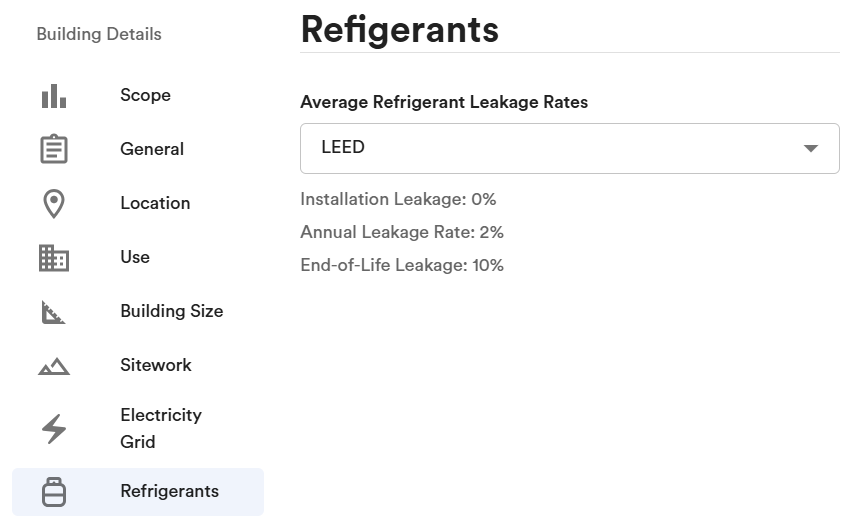 Building Details
Scope
General
Location
Use
Building Size
Sitework
Electricity
Grid
Refrigerants
Refigerants
Average Refrigerant Leakage Rates
LEED
Installation Leakage: 0%
Annual Leakage Rate: 2%
End-of-Life Leakage: 10%